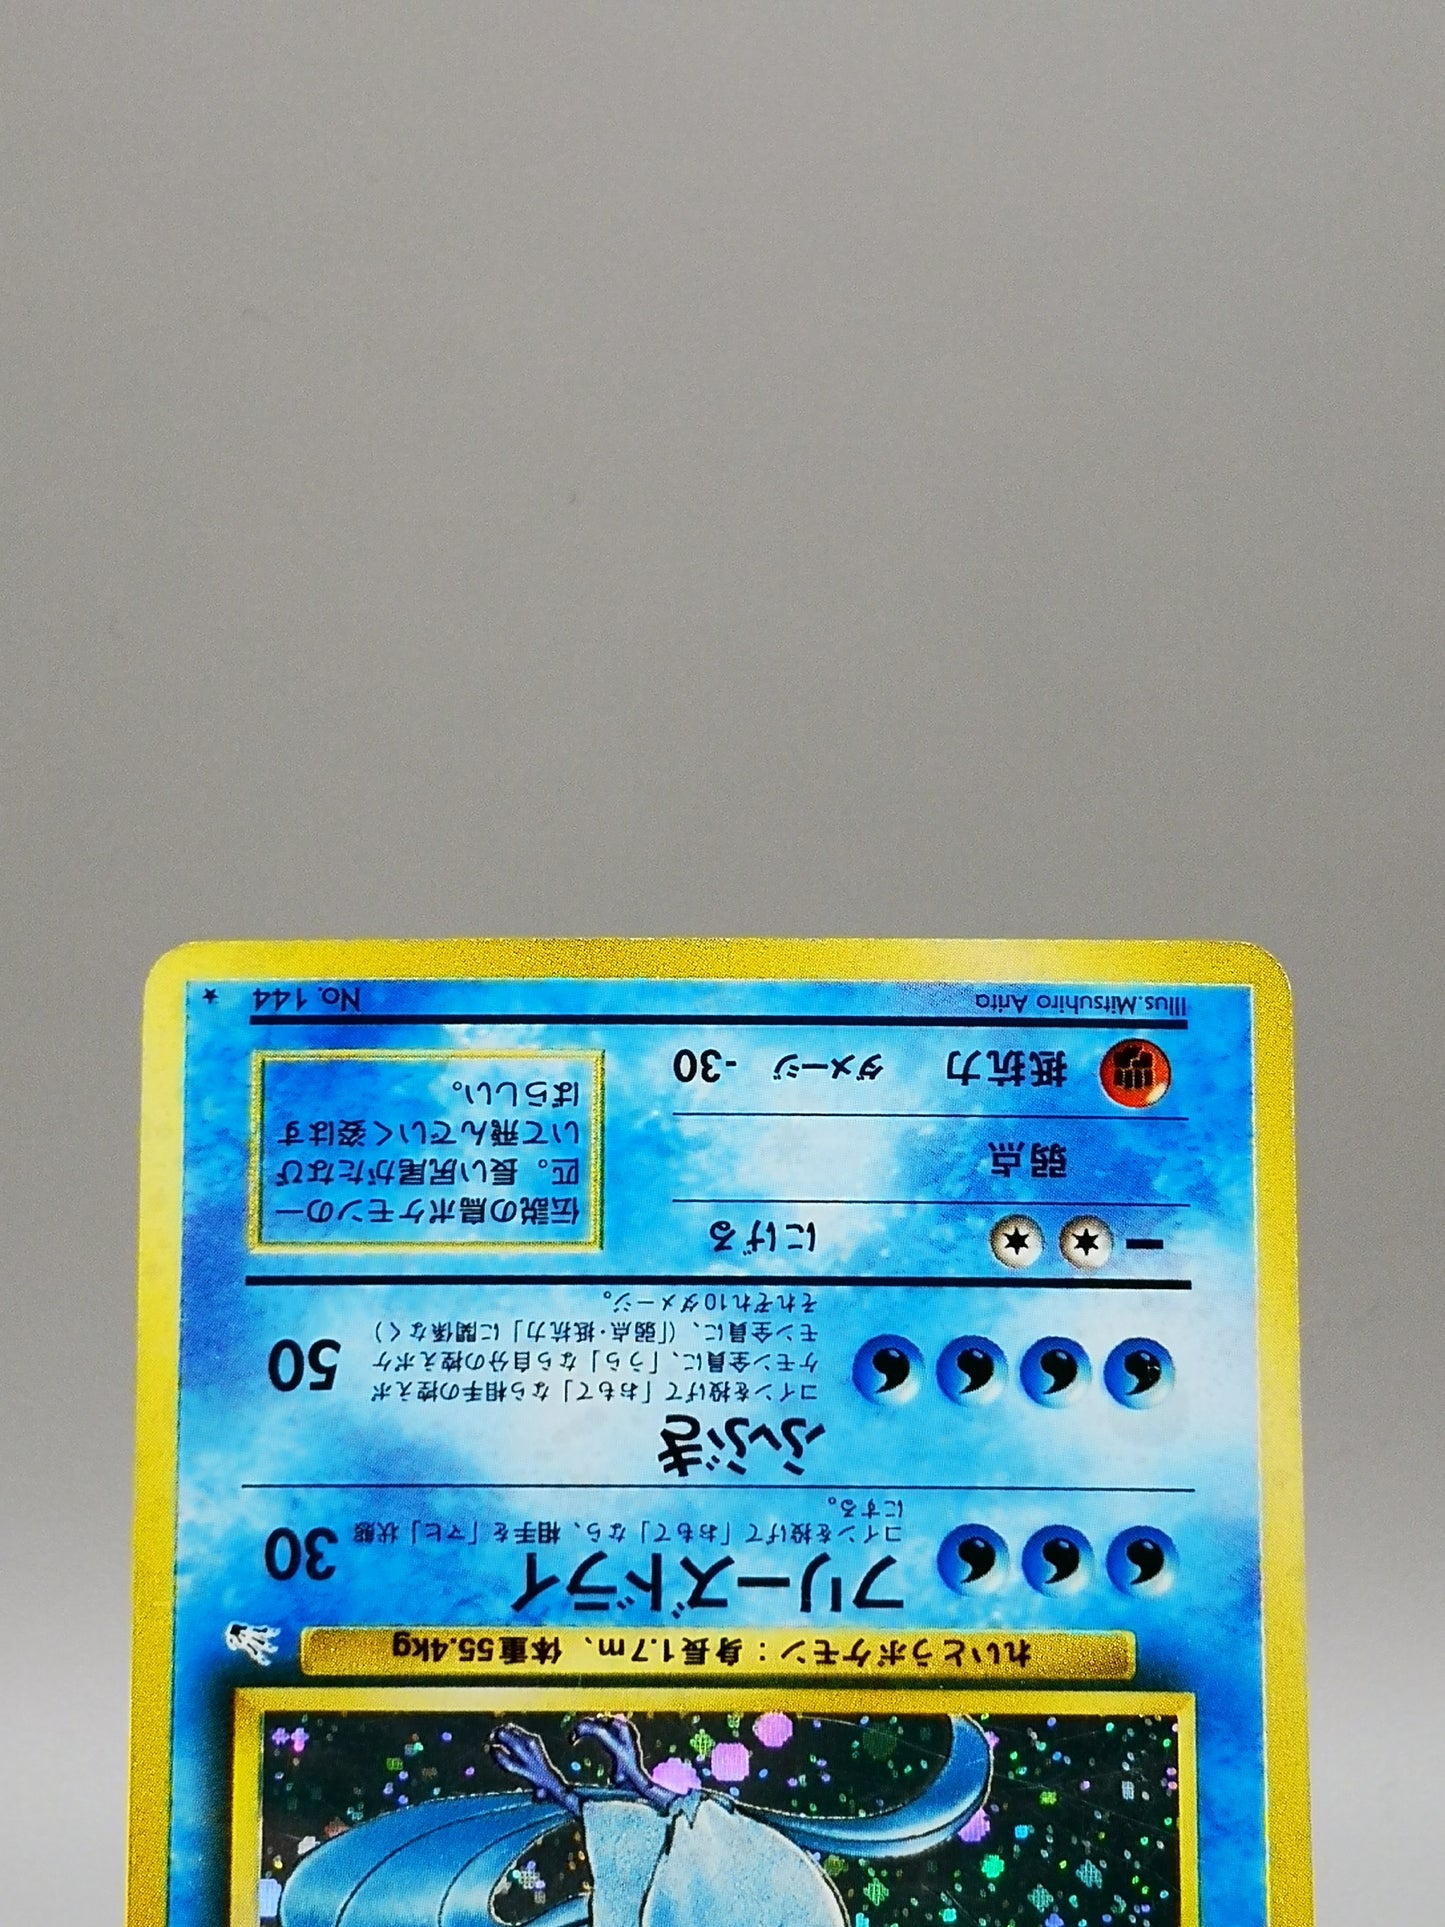 れいとうポケモン：身長1.7m、体重55.4kg
フリーズドライ 30
コインを投げて「おもて」なら、相手を「マヒ」状態
にする。
ふぶき
コインを投げて「おもて」なら相手の控えポ
ケモン全員に、「うら」なら自分の控えポケ
モン全員に、（「弱点・抵抗力」に関係なく）
それぞれ10ダメージ。
50
にげる
弱点
抵抗力 ダメージ -30
伝説の鳥ポケモンの一
匹。長い尻尾がたなび
いて飛んでいく姿はす
ばらしい。
Illus.Mitsuhiro Arita
No. 144 ★